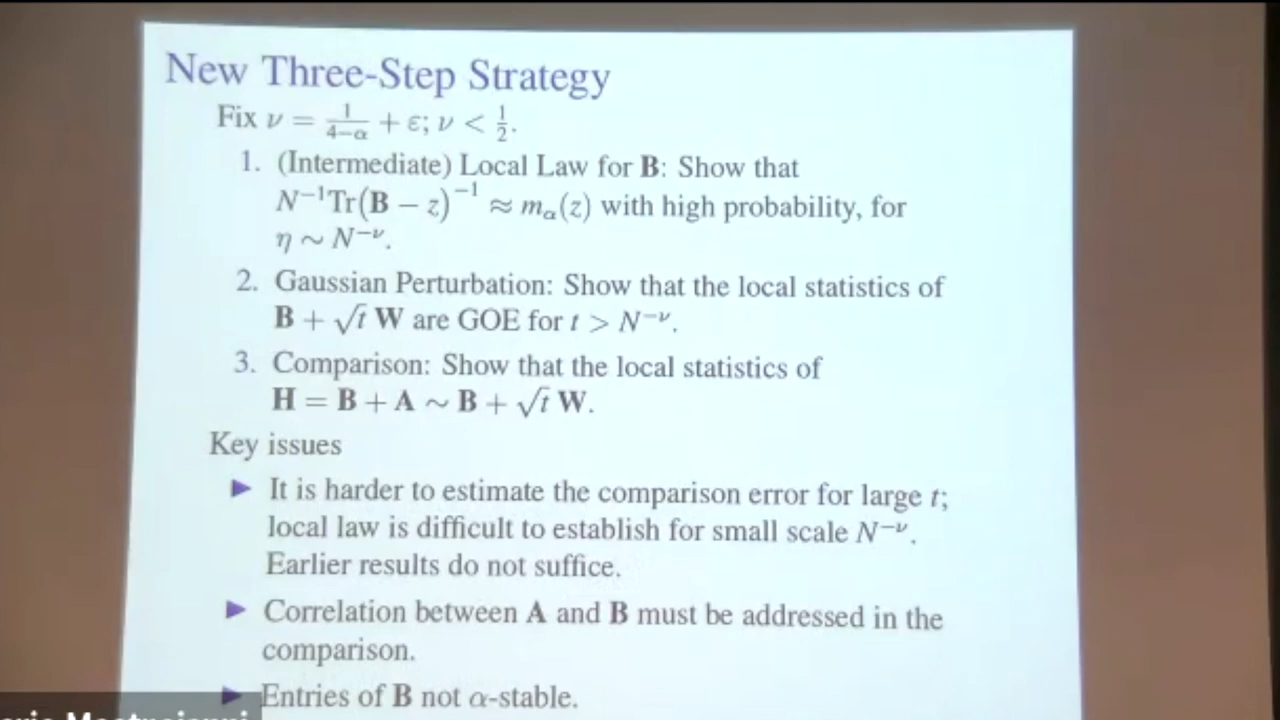 New Three-Step Strategy
Fix ν = 1/(4−α) + ε; ν < 1/2.
1. (Intermediate) Local Law for B: Show that
N⁻¹Tr(B − z)⁻¹ ≈ mα(z) with high probability, for
η ∼ N^−ν.
2. Gaussian Perturbation: Show that the local statistics of
B + √t W are GOE for t > N^−ν.
3. Comparison: Show that the local statistics of
H = B + A ∼ B + √t W.
Key issues
▶ It is harder to estimate the comparison error for large t;
local law is difficult to establish for small scale N^−ν.
Earlier results do not suffice.
▶ Correlation between A and B must be addressed in the
comparison.
▶ Entries of B not α-stable.